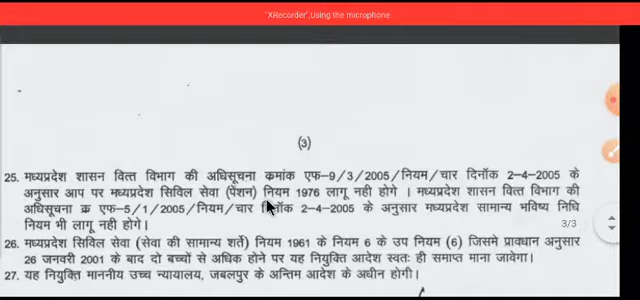 "XRecorder",Using the microphone
(3)
25. मध्यप्रदेश शासन वित्त विभाग की अधिसूचना क्रमांक एफ-9/3/2005/नियम/चार दिनॉक 2-4-2005 के
अनुसार आप पर मध्यप्रदेश सिविल सेवा (पेंशन) नियम 1976 लागू नही होगे । मध्यप्रदेश शासन वित्त विभाग की
अधिसूचना क्र एफ-5/1/2005/नियम/चार दिनॉक 2-4-2005 के अनुसार मध्यप्रदेश सामान्य भविष्य निधि
नियम भी लागू नही होगे।
3/3
26. मध्यप्रदेश सिविल सेवा (सेवा की सामान्य शर्ते) नियम 1961 के नियम 6 के उप नियम (6) जिसमे प्राव्धान अनुसार
26 जनवरी 2001 के बाद दो बच्चों से अधिक होने पर यह नियुक्ति आदेश स्वतः ही समाप्त माना जावेगा।
27. यह नियुक्ति माननीय उच्च न्यायालय, जबलपुर के अन्तिम आदेश के अधीन होगी।